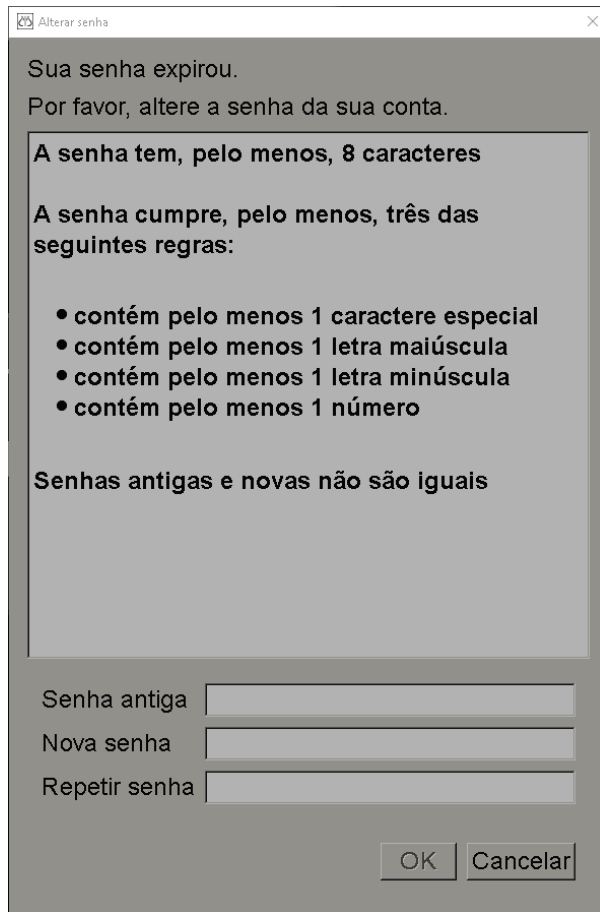 Alterar senha
Sua senha expirou.
Por favor, altere a senha da sua conta.
A senha tem, pelo menos, 8 caracteres
A senha cumpre, pelo menos, três das
seguintes regras:
• contém pelo menos 1 caractere especial
• contém pelo menos 1 letra maiúscula
• contém pelo menos 1 letra minúscula
• contém pelo menos 1 número
Senhas antigas e novas não são iguais
Senha antiga
Nova senha
Repetir senha
OK Cancelar